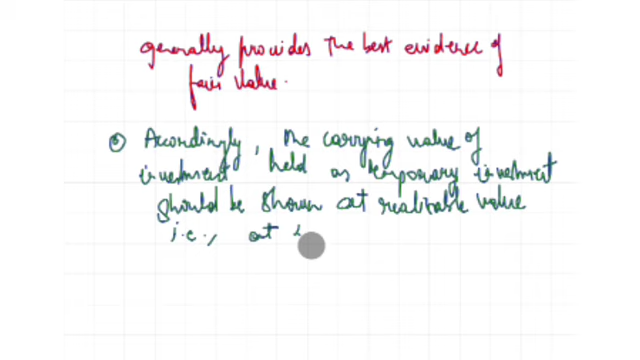 generally provides the best evidence of
fair value.
Accordingly, the carrying value of
investment held as temporary investment
should be shown at realizable value
i.e., at